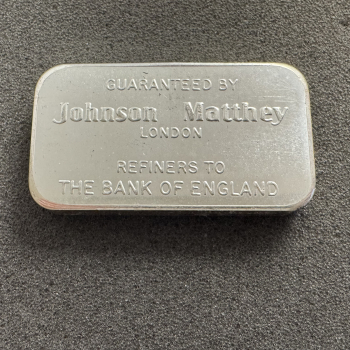 GUARANTEED BY
Johnson Matthey
LONDON
REFINERS TO
THE BANK OF ENGLAND